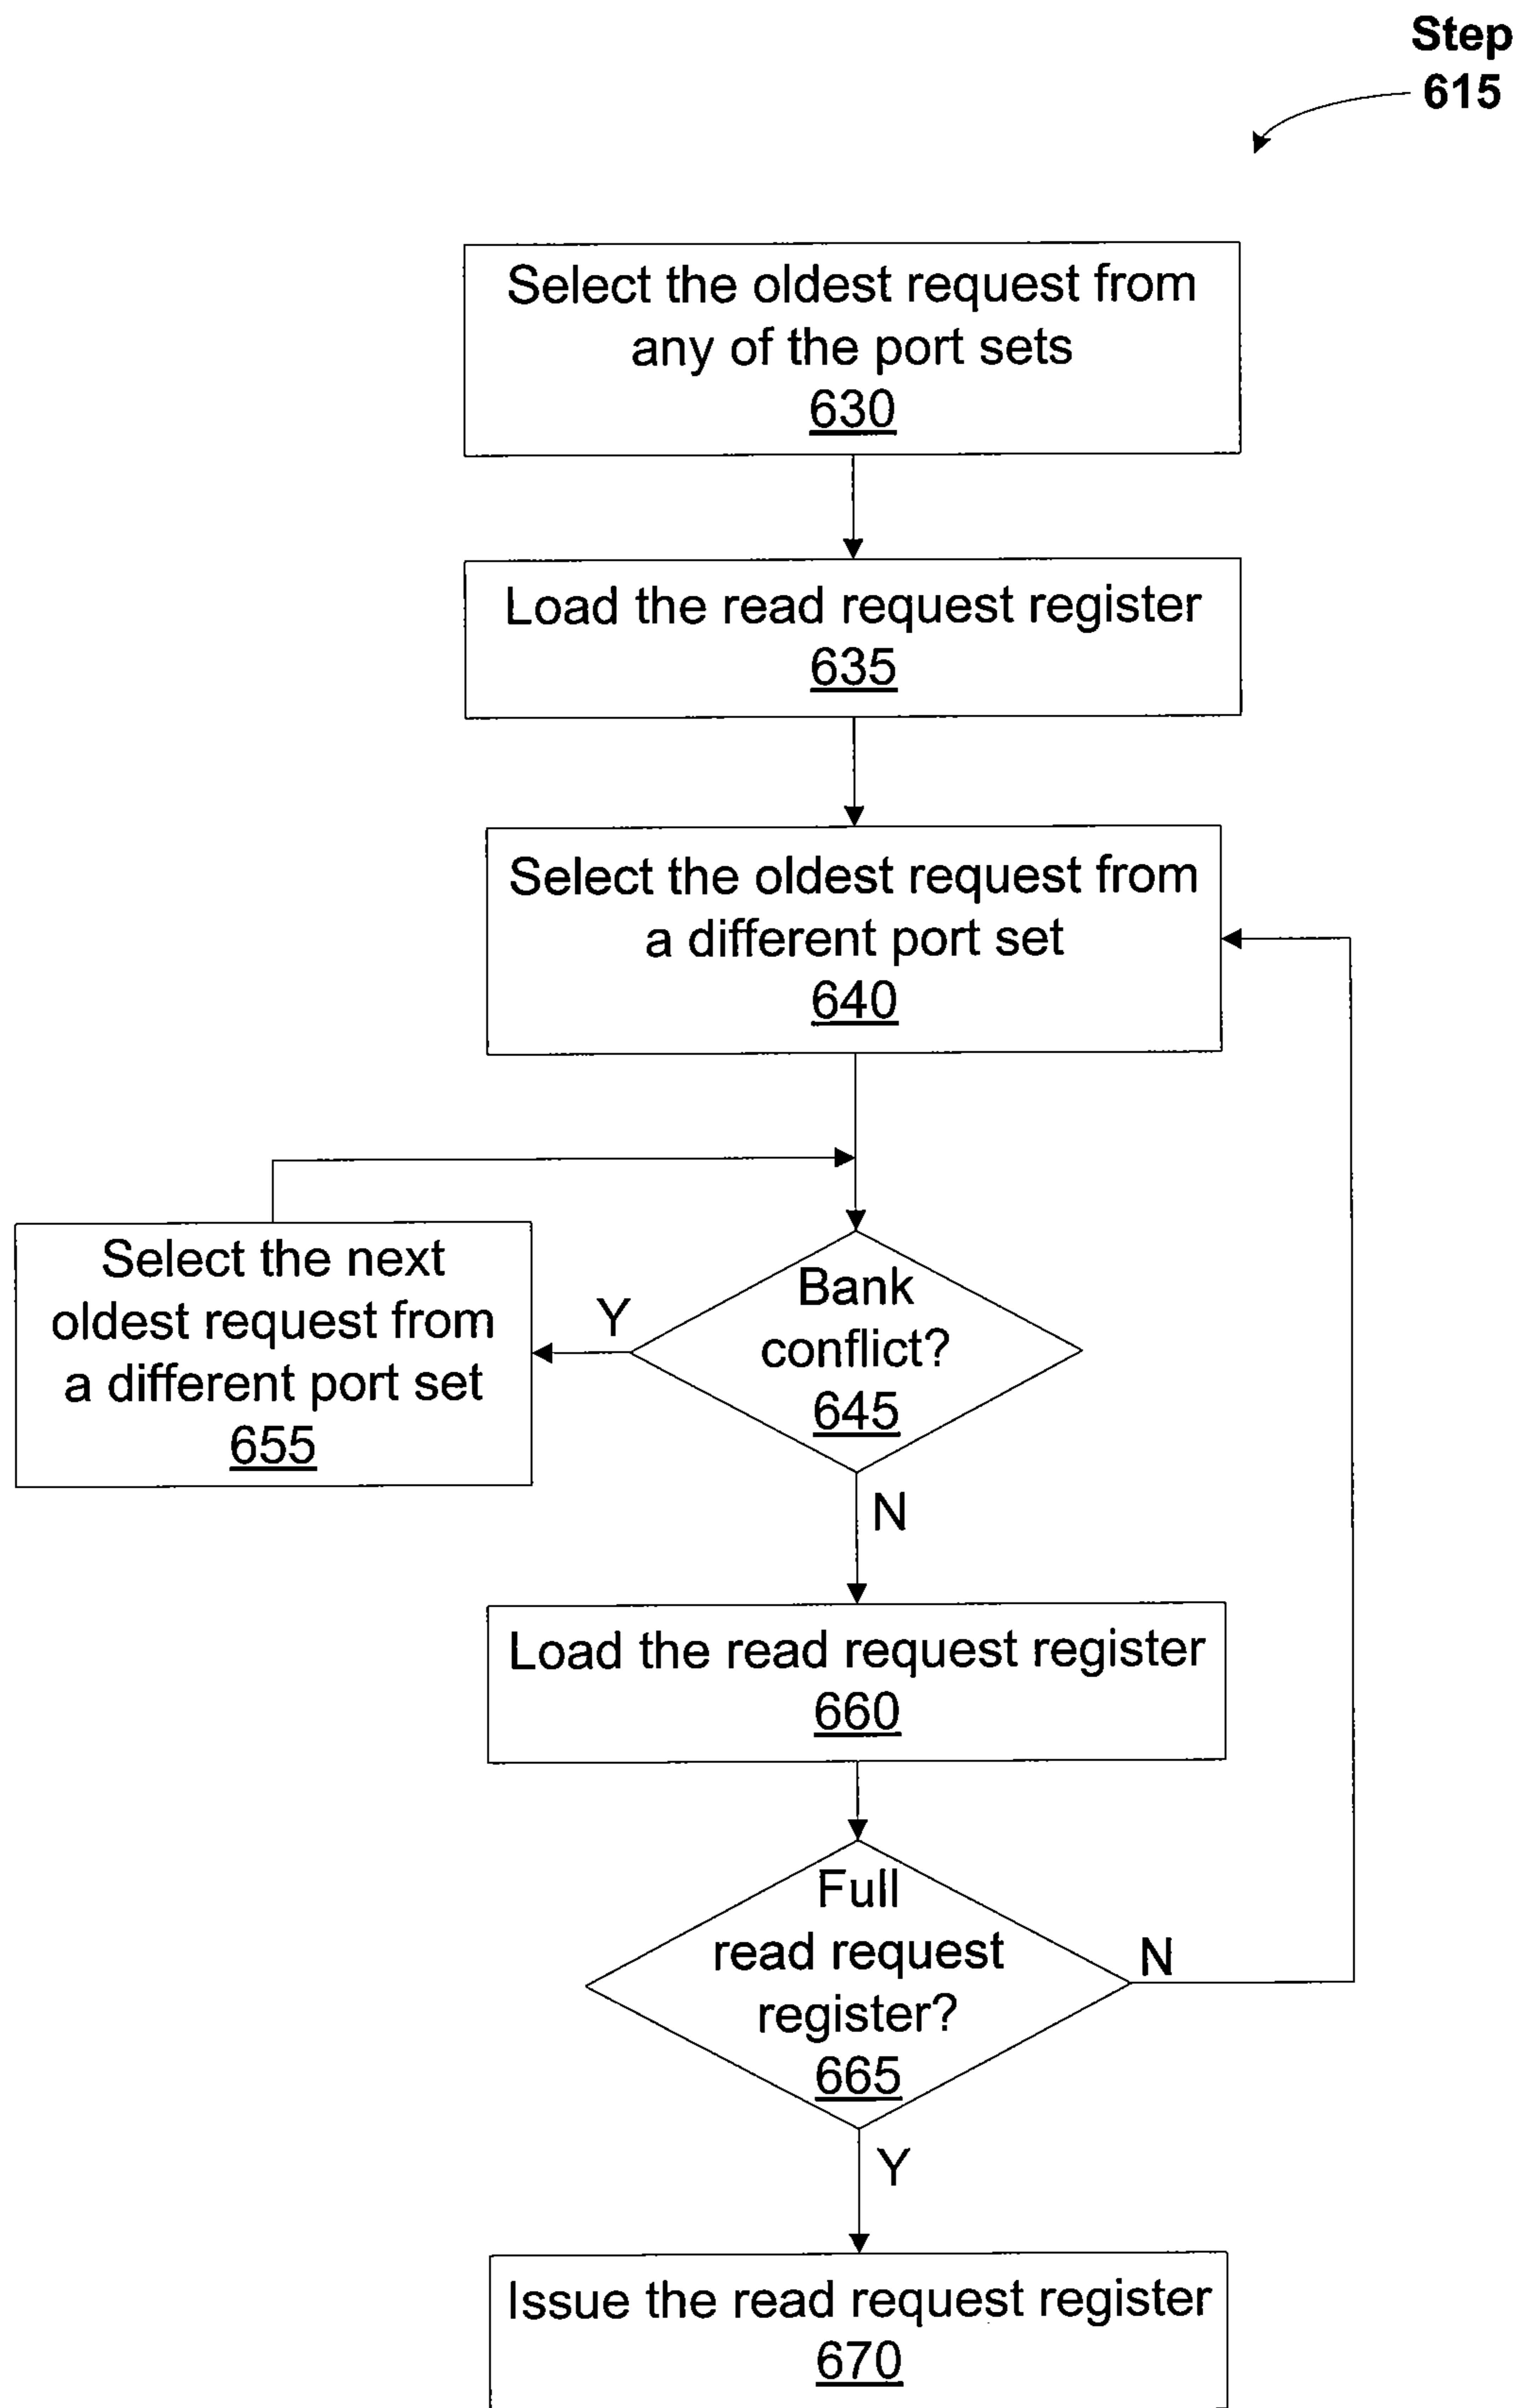 Step
615
Select the oldest request from
any of the port sets
630
Load the read request register
635
Select the oldest request from
a different port set
640
Select the next
oldest request from
a different port set
655
Y
Bank
conflict?
645
N
Load the read request register
660
Full
read request
register?
665
N
Y
Issue the read request register
670